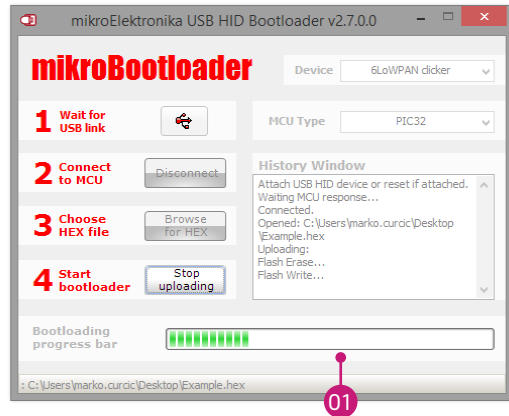 mikroElektronika USB HID Bootloader v2.7.0.0
mikroBootloader
Device
6LoWPAN clicker
1 Wait for
USB link
MCU Type
PIC32
2 Connect
to MCU
Disconnect
3 Choose
HEX file
Browse
for HEX
4 Start
bootloader
Stop
uploading
History Window
Attach USB HID device or reset if attached.
Waiting MCU response...
Connected.
Opened: C:\Users\marko.curcic\Desktop
\Example.hex
Uploading:
Flash Erase...
Flash Write...
Bootloading
progress bar
: C:\Users\marko.curcic\Desktop\Example.hex
01